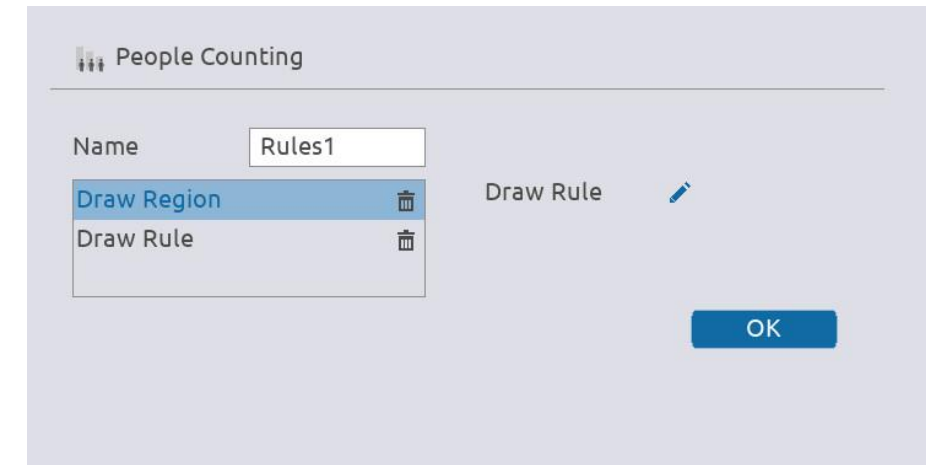 People Counting
Name Rules1
Draw Region
Draw Rule
Draw Rule
OK